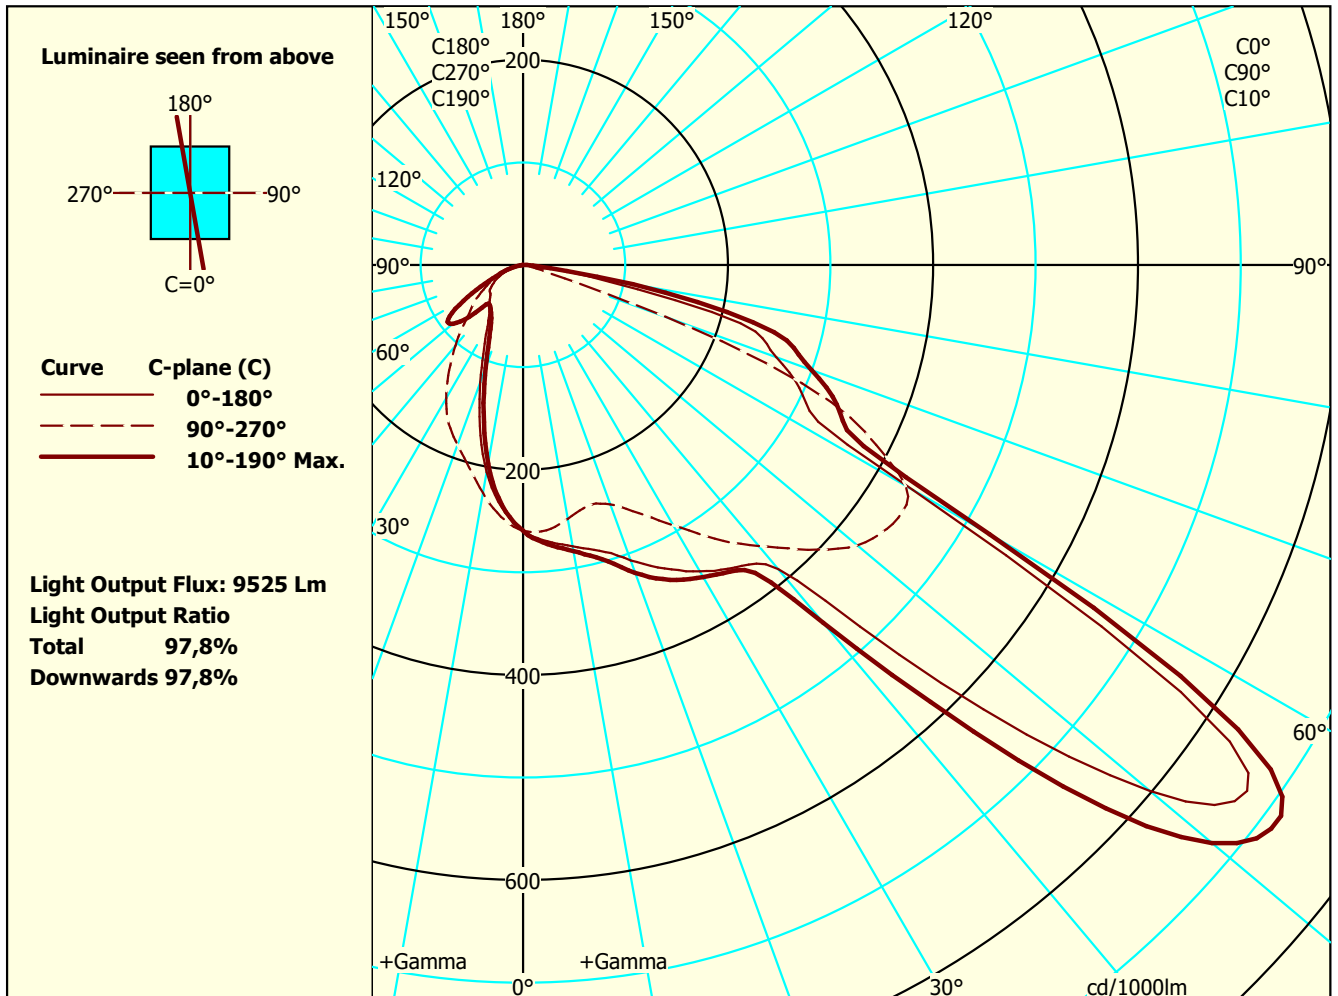 Luminaire seen from above
180°
270°
90°
C=0°
Curve C-plane (C)
0°-180°
90°-270°
10°-190° Max.
Light Output Flux: 9525 Lm
Light Output Ratio
Total 97,8%
Downwards 97,8%
150° 180° 150° 120°
C180°
C270°
C190°
C0°
C90°
C10°
200
120°
90° 90°
60°
200
30°
400
60°
600
+Gamma +Gamma
0° 30° cd/1000lm